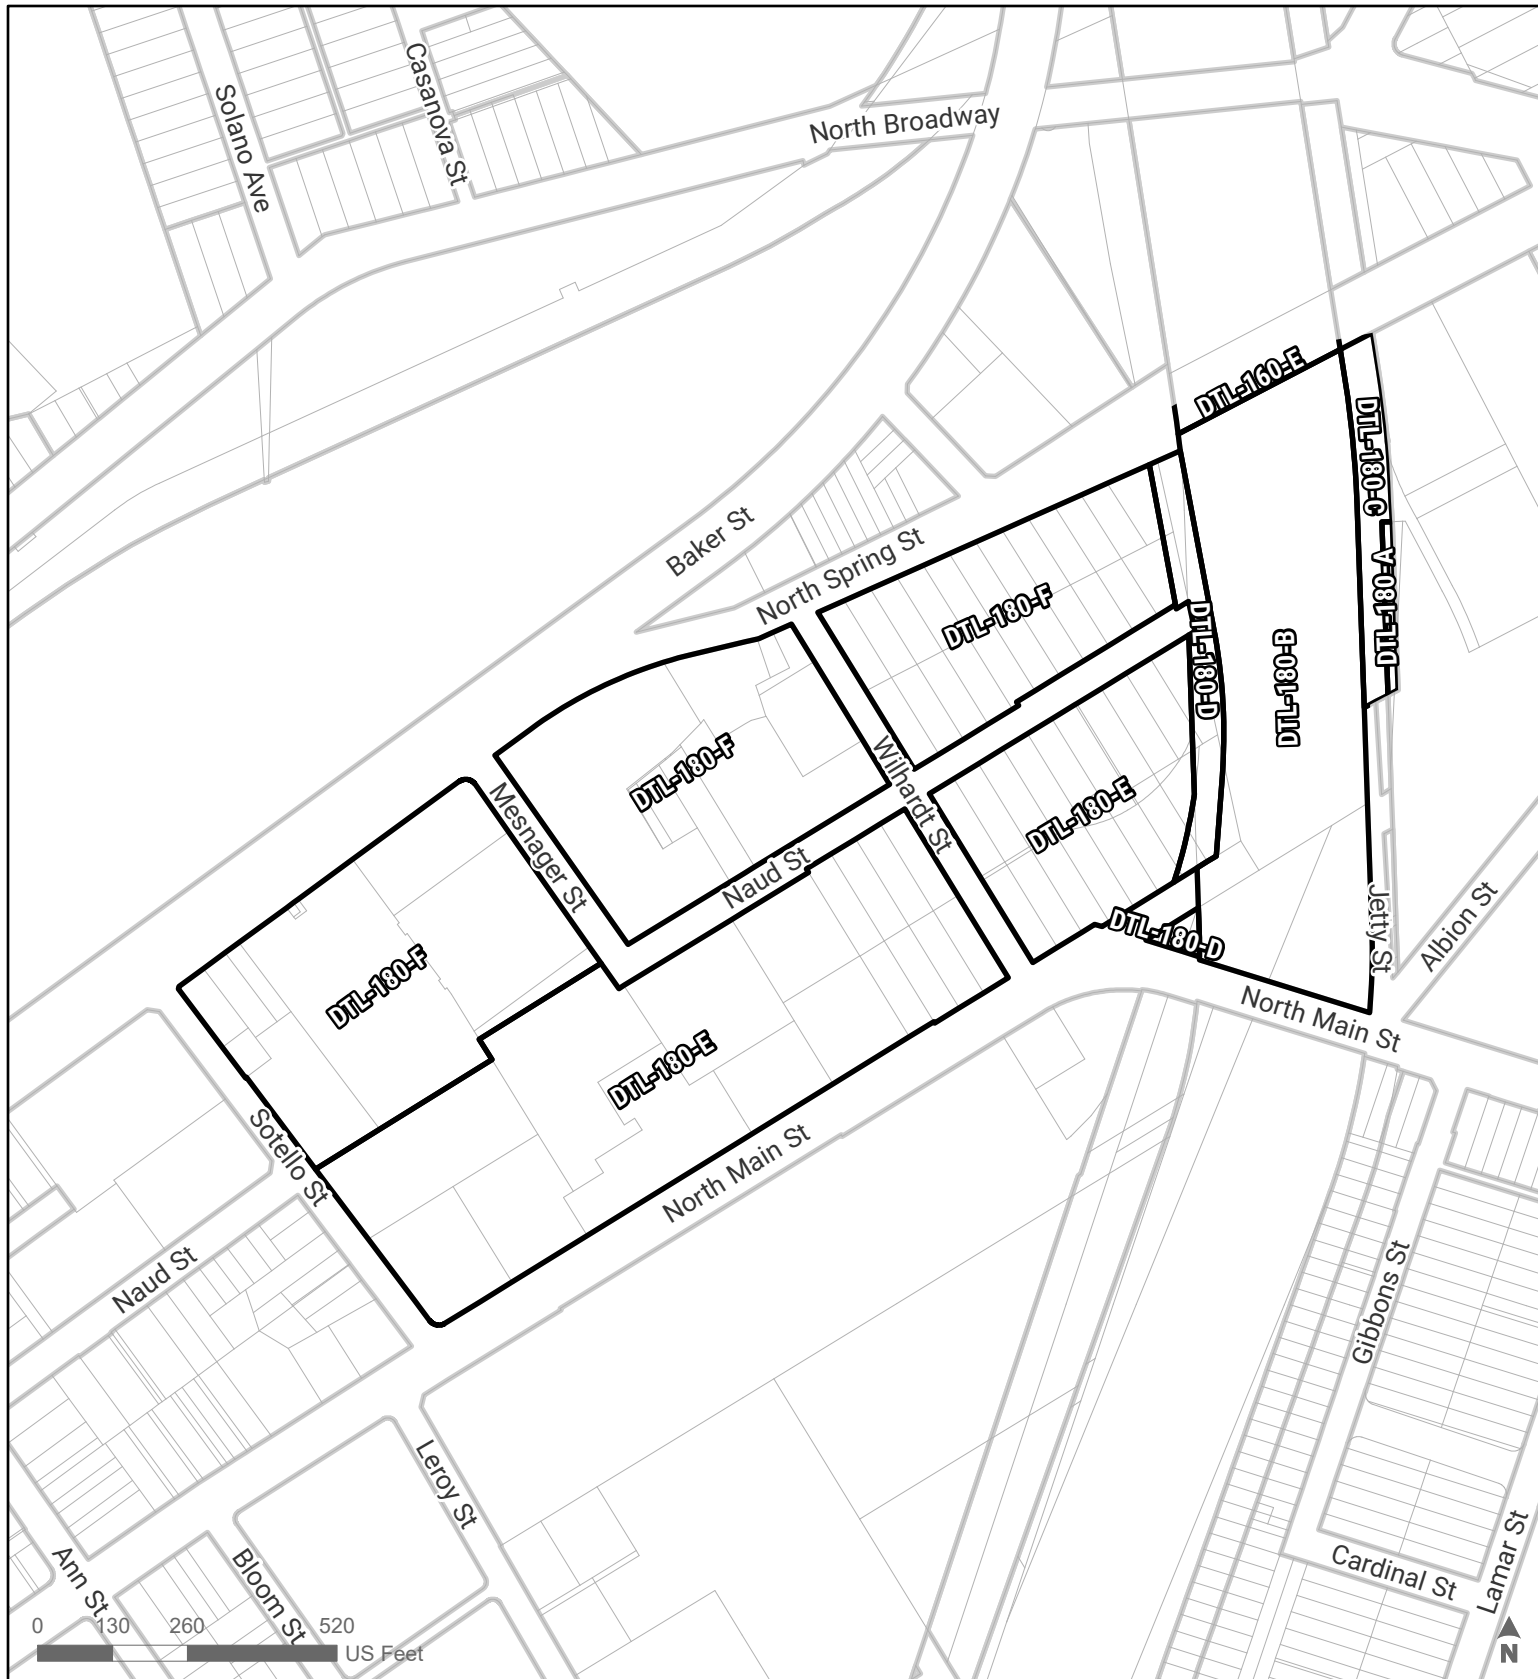 Casanova St
Solano Ave
North Broadway
DTL-160-E
DTL-180-C
Baker St
North Spring St
DTL-180-A
DTL-180-F
DTL-180-D
DTL-180-B
DTL-180-F
Wilhardt St
Mesnager St
DTL-180-E
Naud St
DTL-180-F
DTL-180-D
Jetty St
Albion St
North Main St
DTL-180-E
Sotello St
North Main St
Naud St
Gibbons St
Leroy St
Ann St
Bloom St
Cardinal St
Lamar St
0 130 260 520
US Feet
N